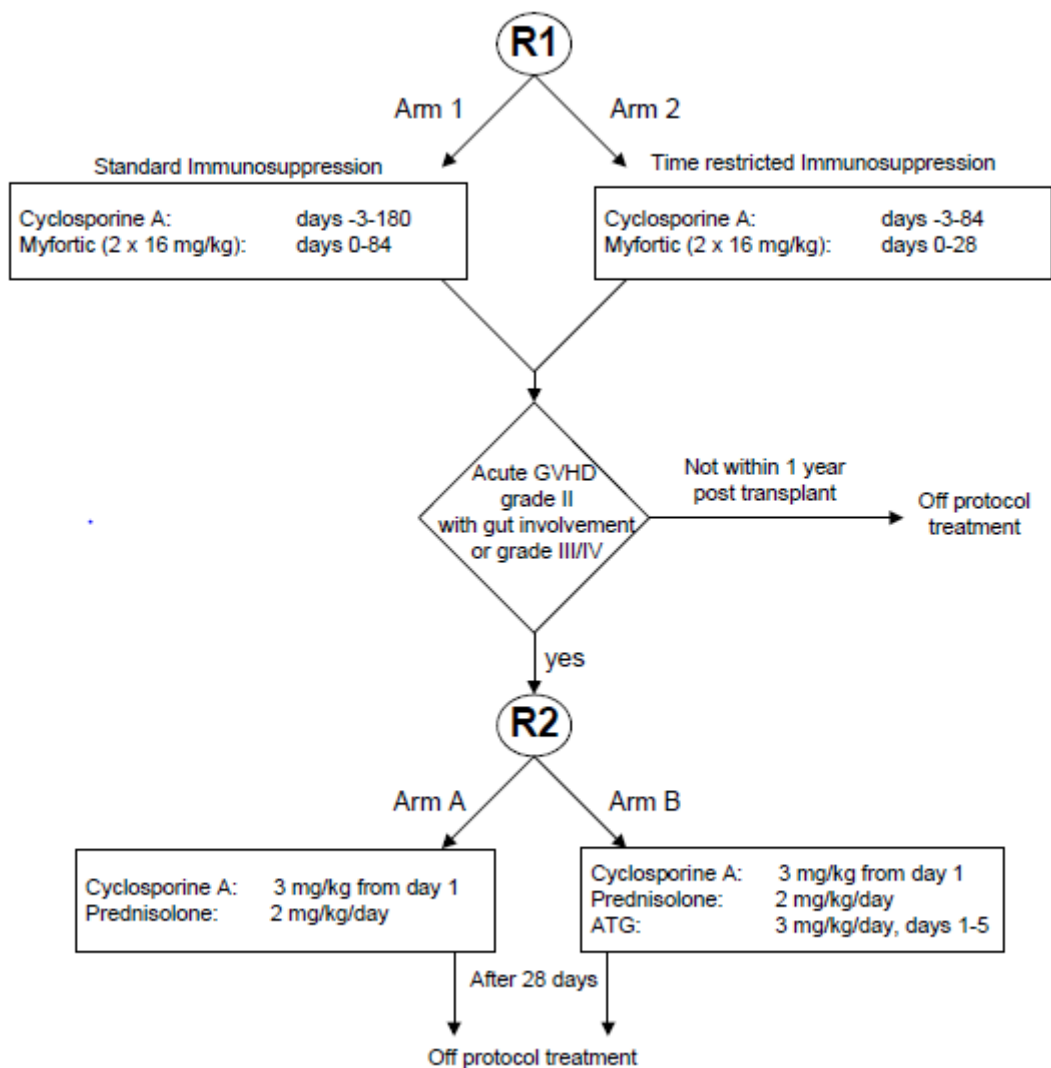 R1
Arm 1
Arm 2
Standard Immunosuppression
Cyclosporine A: days -3-180
Myfortic (2 x 16 mg/kg): days 0-84
Time restricted Immunosuppression
Cyclosporine A: days -3-84
Myfortic (2 x 16 mg/kg): days 0-28
Acute GVHD
grade II
with gut involvement
or grade III/IV
Not within 1 year
post transplant
Off protocol
treatment
yes
R2
Arm A
Arm B
Cyclosporine A: 3 mg/kg from day 1
Prednisolone: 2 mg/kg/day
Cyclosporine A: 3 mg/kg from day 1
Prednisolone: 2 mg/kg/day
ATG: 3 mg/kg/day, days 1-5
After 28 days
Off protocol treatment